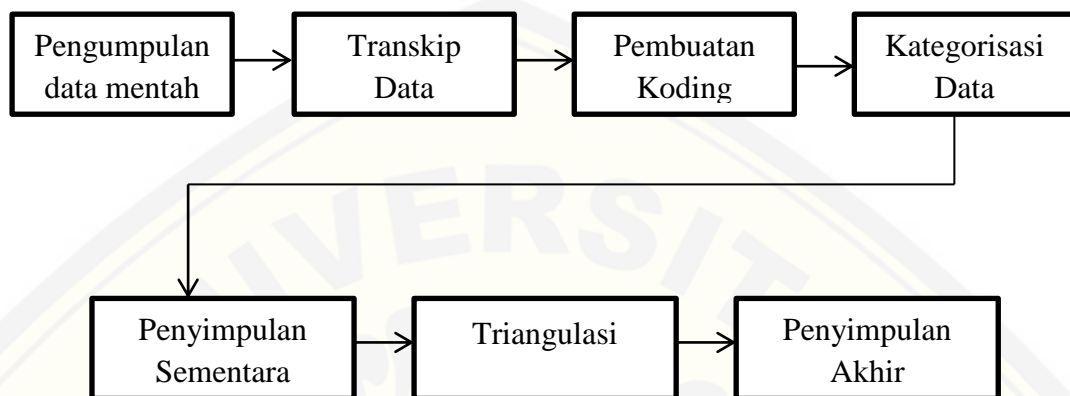 Pengumpulan
data mentah
Transkip
Data
Pembuatan
Koding
Kategorisasi
Data
Penyimpulan
Sementara
Triangulasi
Penyimpulan
Akhir